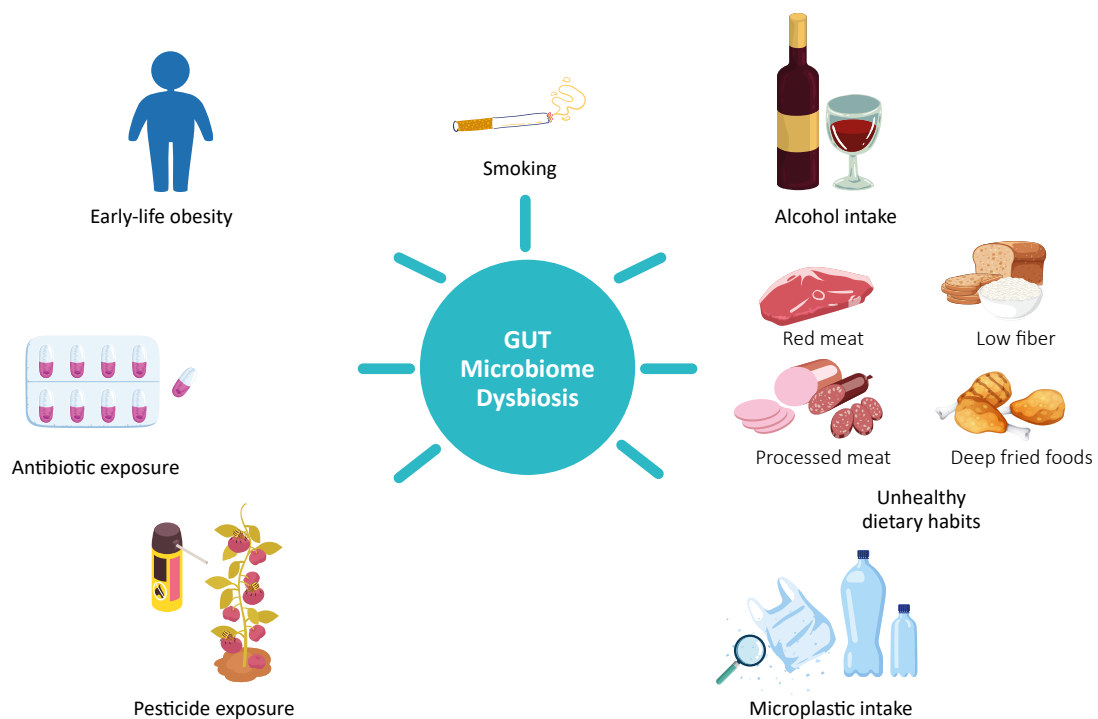 Smoking
Early-life obesity
Alcohol intake
GUT
Microbiome
Dysbiosis
Red meat
Low fiber
Antibiotic exposure
Processed meat
Deep fried foods
Unhealthy
dietary habits
Pesticide exposure
Microplastic intake